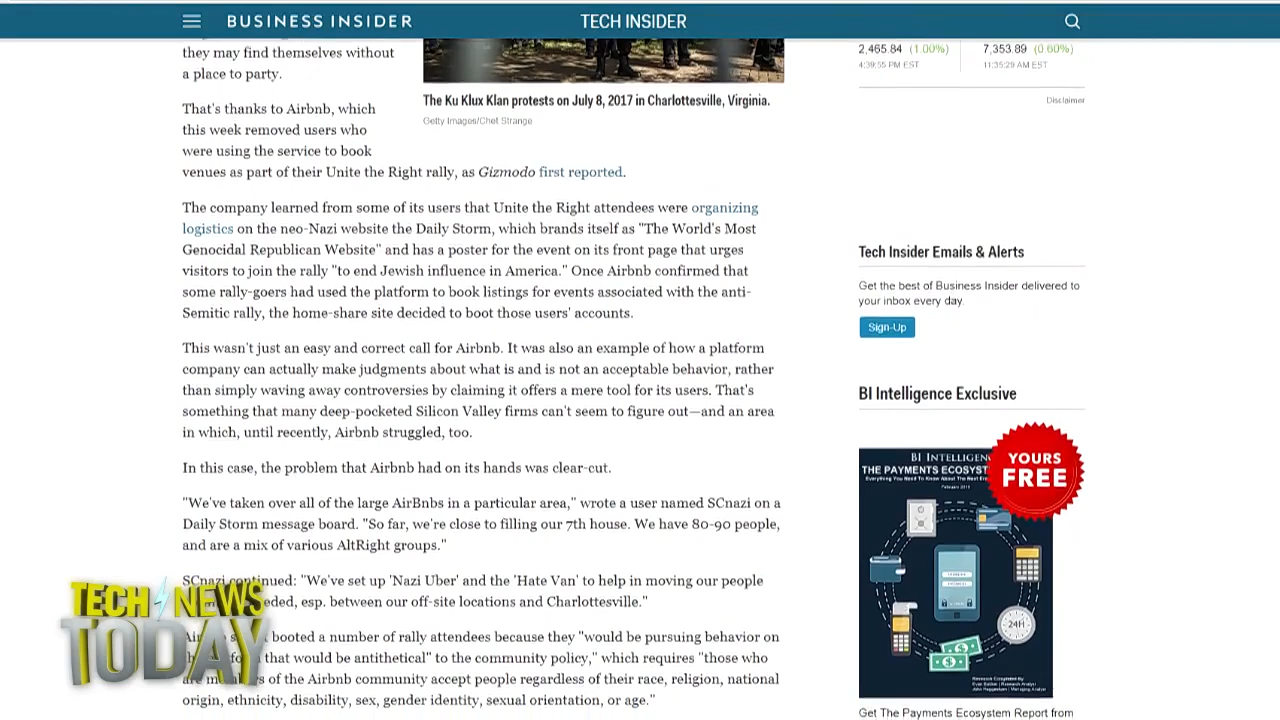 BUSINESS INSIDER
TECH INSIDER
they may find themselves without
a place to party.
The Ku Klux Klan protests on July 8, 2017 in Charlottesville, Virginia.
Getty Images/Chet Strange
That's thanks to Airbnb, which
this week removed users who
were using the service to book
venues as part of their Unite the Right rally, as Gizmodo first reported.
The company learned from some of its users that Unite the Right attendees were organizing
logistics on the neo-Nazi website the Daily Storm, which brands itself as "The World's Most
Genocidal Republican Website" and has a poster for the event on its front page that urges
visitors to join the rally "to end Jewish influence in America." Once Airbnb confirmed that
some rally-goers had used the platform to book listings for events associated with the anti-
Semitic rally, the home-share site decided to boot those users' accounts.
This wasn't just an easy and correct call for Airbnb. It was also an example of how a platform
company can actually make judgments about what is and is not an acceptable behavior, rather
than simply waving away controversies by claiming it offers a mere tool for its users. That's
something that many deep-pocketed Silicon Valley firms can't seem to figure out—and an area
in which, until recently, Airbnb struggled, too.
In this case, the problem that Airbnb had on its hands was clear-cut.
"We've taken over all of the large AirBnbs in a particular area," wrote a user named SCnazi on a
Daily Storm message board. "So far, we're close to filling our 7th house. We have 80-90 people,
and are a mix of various AltRight groups."
SCnazi "We've set up 'Nazi Uber' and the 'Hate Van' to help in moving our people
esp. between our off-site locations and Charlottesville."
booted a number of rally attendees because they "would be pursuing behavior on
that would be antithetical" to the community policy," which requires "those who
of the Airbnb community accept people regardless of their race, religion, national
origin, ethnicity, disability, sex, gender identity, sexual orientation, or age."
TECH NEWS
TODAY
2,465.84 (1.00%)
4:39:55 PM EST
7,353.89 (0.60%)
11:35:29 AM EST
Disclaimer
Tech Insider Emails & Alerts
Get the best of Business Insider delivered to
your inbox every day.
Sign-Up
BI Intelligence Exclusive
YOURS
FREE
BI INTELLIGENC
THE PAYMENTS ECOSYST
24H
Get The Payments Ecosystem Report from